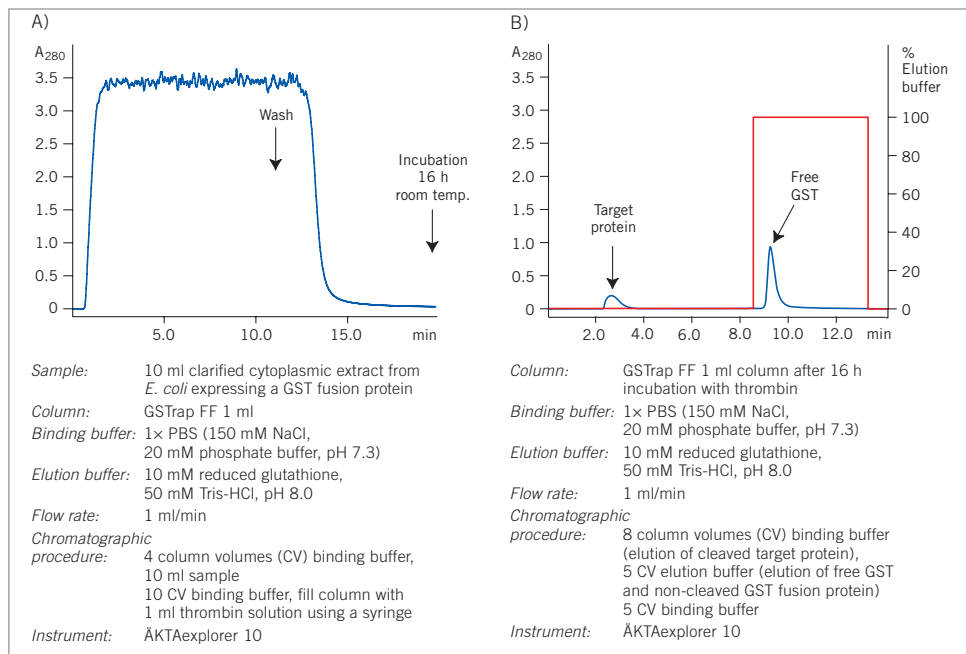 A)
A280
3.5
3.0
2.5
2.0
1.5
1.0
0.5
0
Wash
Incubation
16 h
room temp.
5.0 10.0 15.0 min
Sample: 10 ml clarified cytoplasmic extract from
E. coli expressing a GST fusion protein
Column: GSTrap FF 1 ml
Binding buffer: 1× PBS (150 mM NaCl,
20 mM phosphate buffer, pH 7.3)
Elution buffer: 10 mM reduced glutathione,
50 mM Tris-HCl, pH 8.0
Flow rate: 1 ml/min
Chromatographic
procedure: 4 column volumes (CV) binding buffer,
10 ml sample
10 CV binding buffer, fill column with
1 ml thrombin solution using a syringe
Instrument: ÄKTAexplorer 10
B)
A280
3.5
3.0
2.5
2.0
1.5
1.0
0.5
0
%
Elution
buffer
100
80
60
40
20
0
Target
protein
Free
GST
2.0 4.0 6.0 8.0 10.0 12.0 min
Column: GSTrap FF 1 ml column after 16 h
incubation with thrombin
Binding buffer: 1× PBS (150 mM NaCl,
20 mM phosphate buffer, pH 7.3)
Elution buffer: 10 mM reduced glutathione,
50 mM Tris-HCl, pH 8.0
Flow rate: 1 ml/min
Chromatographic
procedure: 8 column volumes (CV) binding buffer
(elution of cleaved target protein),
5 CV elution buffer (elution of free GST
and non-cleaved GST fusion protein)
5 CV binding buffer
Instrument: ÄKTAexplorer 10